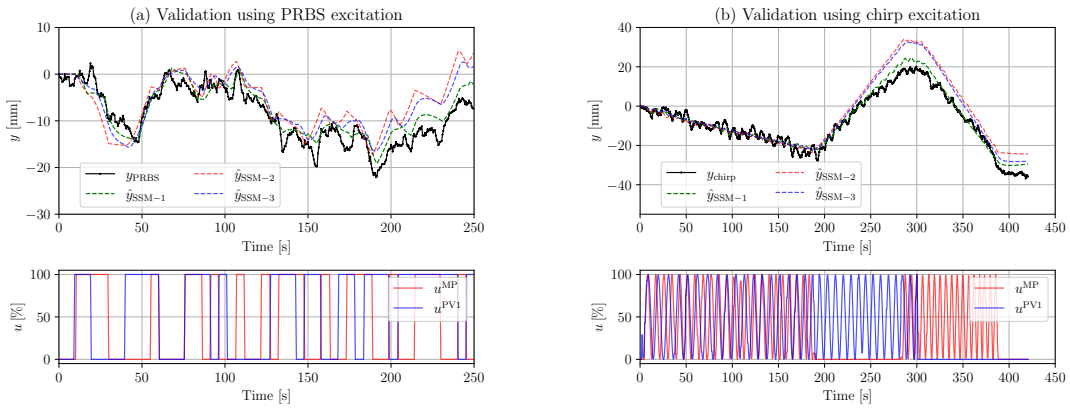 (a) Validation using PRBS excitation
10
0
−10
−20
−30
y [mm]
y_PRBS
ŷ_SSM−1
ŷ_SSM−2
ŷ_SSM−3
0 50 100 150 200 250
Time [s]
100
50
0
u [%]
u^MP
u^PV1
0 50 100 150 200 250
Time [s]
(b) Validation using chirp excitation
40
20
0
−20
−40
y [mm]
y_chirp
ŷ_SSM−1
ŷ_SSM−2
ŷ_SSM−3
0 50 100 150 200 250 300 350 400 450
Time [s]
100
50
0
u [%]
u^MP
u^PV1
0 50 100 150 200 250 300 350 400 450
Time [s]